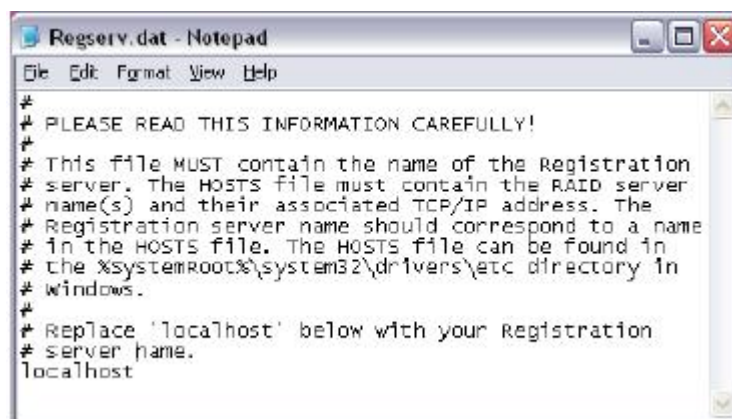 Regserv.dat - Notepad
File Edit Format View Help
#
# PLEASE READ THIS INFORMATION CAREFULLY!
#
# This file MUST contain the name of the Registration
# server. The HOSTS file must contain the RAID server
# name(s) and their associated TCP/IP address. The
# Registration server name should correspond to a name
# in the HOSTS file. The HOSTS file can be found in
# the %SystemRoot%\system32\drivers\etc directory in
# Windows.
#
# Replace 'localhost' below with your Registration
# server name.
localhost